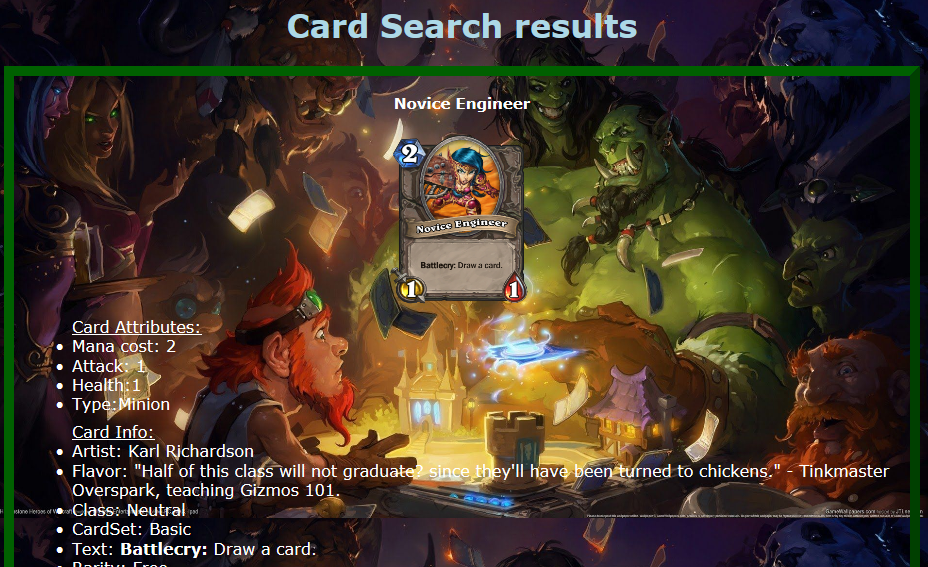 Card Search results
Novice Engineer
2
Novice Engineer
Battlecry: Draw a card.
1 1
Card Attributes:
Mana cost: 2
Attack: 1
Health:1
Type:Minion
Card Info:
Artist: Karl Richardson
Flavor: "Half of this class will not graduate? since they'll have been turned to chickens." - Tinkmaster
Overspark, teaching Gizmos 101.
Class: Neutral
GameWallpapers.com
CardSet: Basic
Text: Battlecry: Draw a card.
Rarity: Free